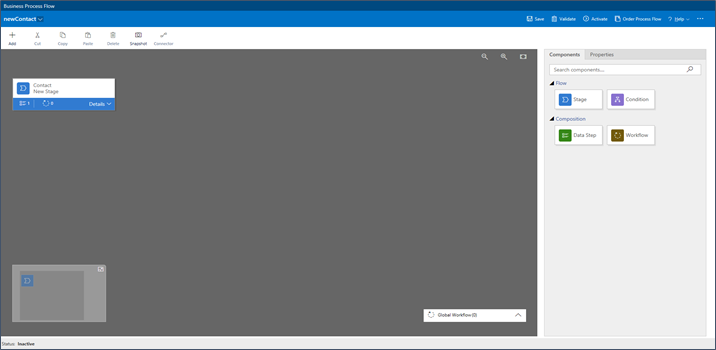 Business Process Flow
newContact
Save
Validate
Activate
Order Process Flow
? Help
...
Add
Cut
Copy
Paste
Delete
Snapshot
Connector
Contact
New Stage
1
0
Details
Global Workflow(0)
Components
Properties
Search components....
Flow
Stage
Condition
Composition
Data Step
Workflow
Status: Inactive